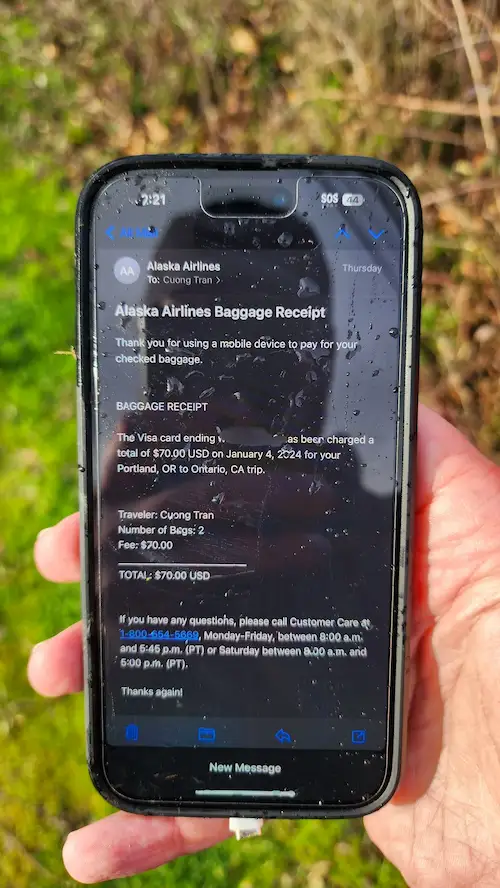 7:21 SOS 44
AA
Alaska Airlines Thursday
To: Cuong Tran
Alaska Airlines Baggage Receipt
Thank you for using a mobile device to pay for your
checked baggage.
BAGGAGE RECEIPT
The Visa card ending as been charged a
total of $70.00 USD on January 4, 2024 for your
Portland, OR to Ontario, CA trip.
Traveler: Cuong Tran
Number of Bags: 2
Fee: $70.00
TOTAL: $70.00 USD
If you have any questions, please call Customer Care at
1-800-654-5669, Monday-Friday, between 8:00 a.m.
and 5:45 p.m. (PT) or Saturday between 8:00 a.m. and
5:00 p.m. (PT).
Thanks again!
New Message